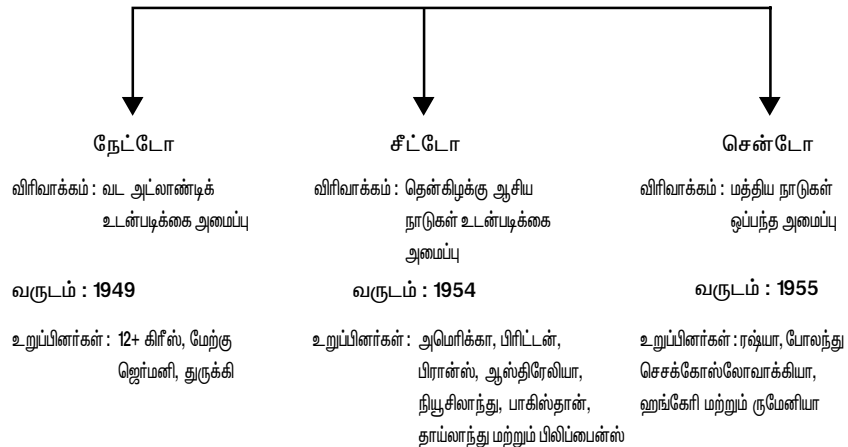 நேட்டோ
விரிவாக்கம் : வட அட்லாண்டிக்
உடன்படிக்கை அமைப்பு
வருடம் : 1949
உறுப்பினர்கள் : 12+ கிரீஸ், மேற்கு
ஜெர்மனி, துருக்கி
சீட்டோ
விரிவாக்கம் : தென்கிழக்கு ஆசிய
நாடுகள் உடன்படிக்கை
அமைப்பு
வருடம் : 1954
உறுப்பினர்கள் : அமெரிக்கா, பிரிட்டன்,
பிரான்ஸ், ஆஸ்திரேலியா,
நியூசிலாந்து, பாகிஸ்தான்,
தாய்லாந்து மற்றும் பிலிப்பைன்ஸ்
சென்டோ
விரிவாக்கம் : மத்திய நாடுகள்
ஒப்பந்த அமைப்பு
வருடம் : 1955
உறுப்பினர்கள் : ரஷ்யா, போலந்து
செசக்கோஸ்லோவாக்கியா,
ஹங்கேரி மற்றும் ருமேனியா